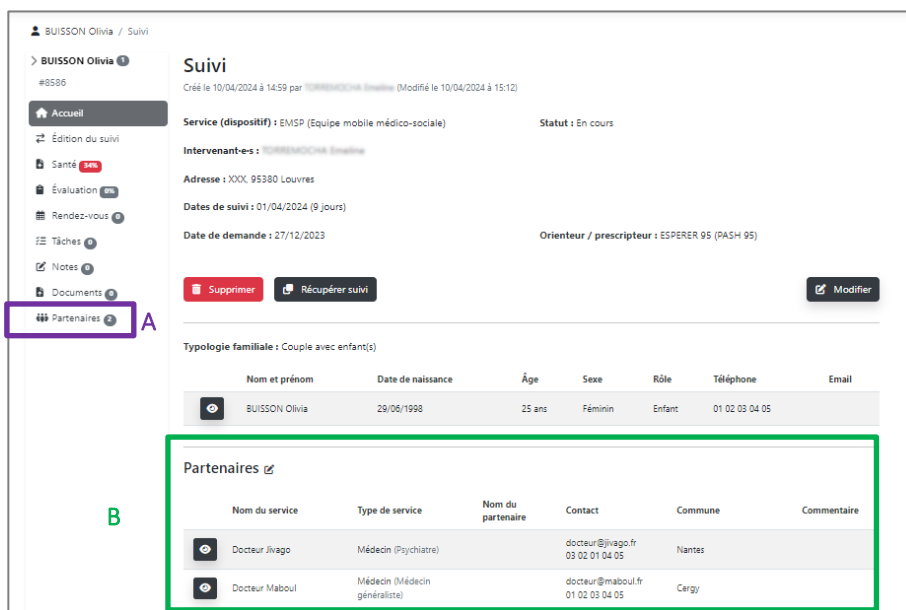 BUISSON Olivia / Suivi
BUISSON Olivia 1
#8586
Accueil
Édition du suivi
Santé 34%
Évaluation 0%
Rendez-vous 0
Tâches 0
Notes 0
Documents 0
Partenaires 2
A
Suivi
Créé le 10/04/2024 à 14:59 par (Modifié le 10/04/2024 à 15:12)
Service (dispositif) : EMSP (Equipe mobile médico-sociale) Statut : En cours
Intervenant·e·s :
Adresse : XXX, 95380 Louvres
Dates de suivi : 01/04/2024 (9 jours)
Date de demande : 27/12/2023 Orienteur / prescripteur : ESPERER 95 (PASH 95)
Supprimer Récupérer suivi Modifier
Typologie familiale : Couple avec enfant(s)
Nom et prénom Date de naissance Âge Sexe Rôle Téléphone Email
BUISSON Olivia 29/06/1998 25 ans Féminin Enfant 01 02 03 04 05
B
Partenaires
Nom du service Type de service Nom du partenaire Contact Commune Commentaire
Docteur Jivago Médecin (Psychiatre) docteur@jivago.fr 03 02 01 04 05 Nantes
Docteur Maboul Médecin (Médecin généraliste) docteur@maboul.fr 01 02 03 04 05 Cergy